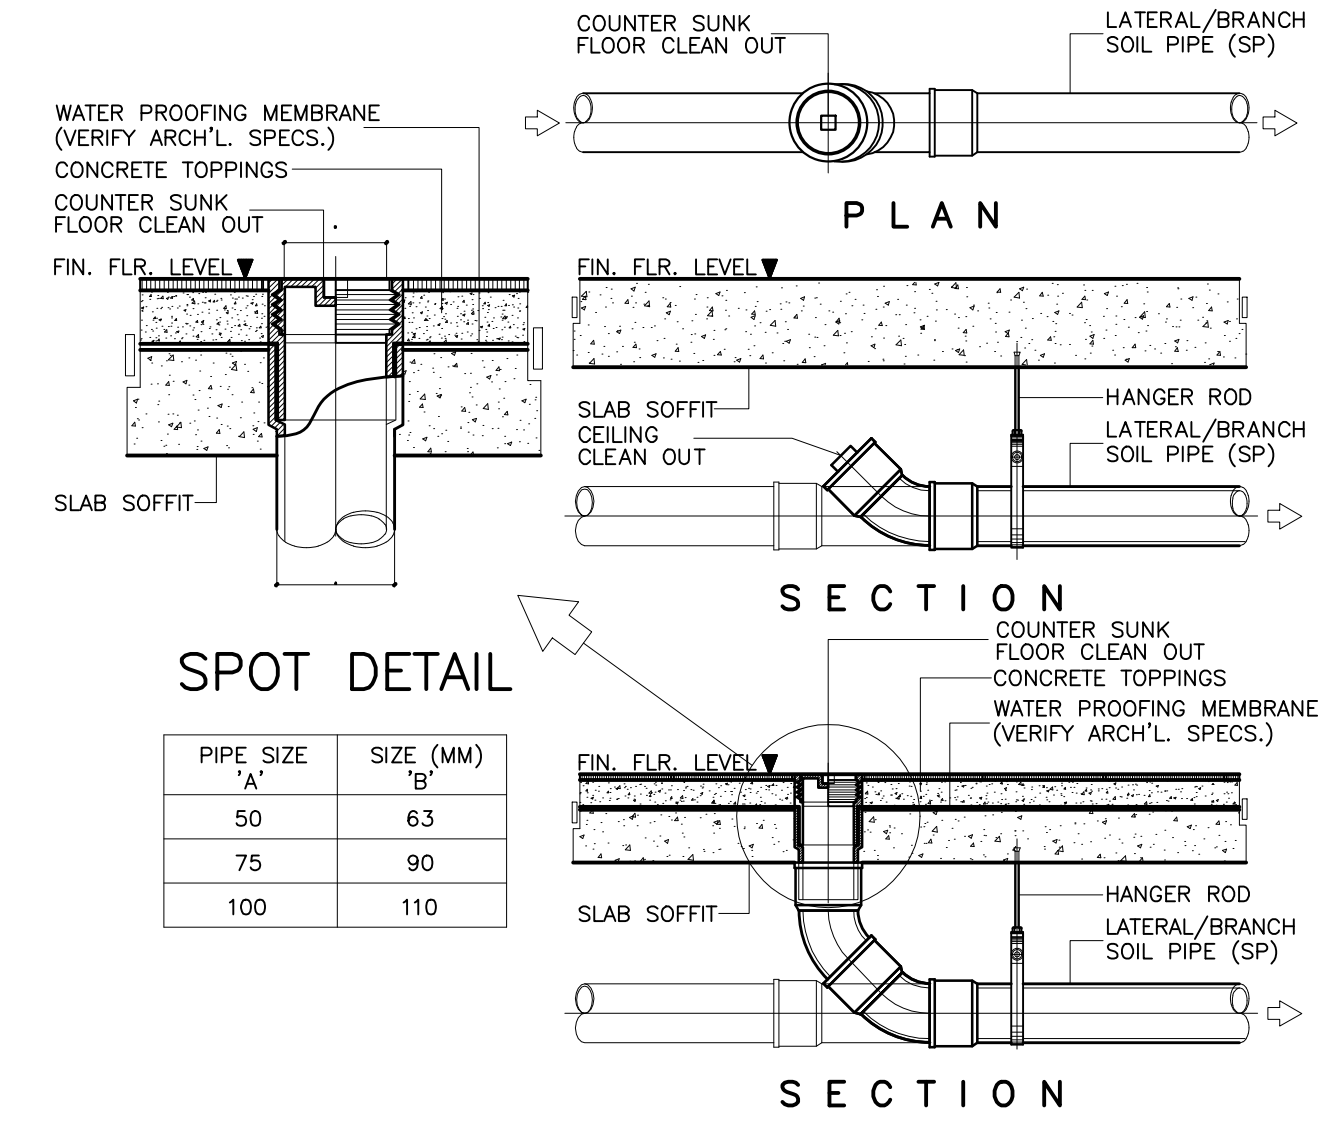 COUNTER SUNK
FLOOR CLEAN OUT
LATERAL/BRANCH
SOIL PIPE (SP)
PLAN
WATER PROOFING MEMBRANE
(VERIFY ARCH'L. SPECS.)
CONCRETE TOPPINGS
COUNTER SUNK
FLOOR CLEAN OUT
FIN. FLR. LEVEL
SLAB SOFFIT
FIN. FLR. LEVEL
SLAB SOFFIT
CEILING
CLEAN OUT
HANGER ROD
LATERAL/BRANCH
SOIL PIPE (SP)
SECTION
SPOT DETAIL
PIPE SIZE SIZE (MM)
'A' 'B'
50 63
75 90
100 110
COUNTER SUNK
FLOOR CLEAN OUT
CONCRETE TOPPINGS
WATER PROOFING MEMBRANE
(VERIFY ARCH'L. SPECS.)
FIN. FLR. LEVEL
SLAB SOFFIT
HANGER ROD
LATERAL/BRANCH
SOIL PIPE (SP)
SECTION